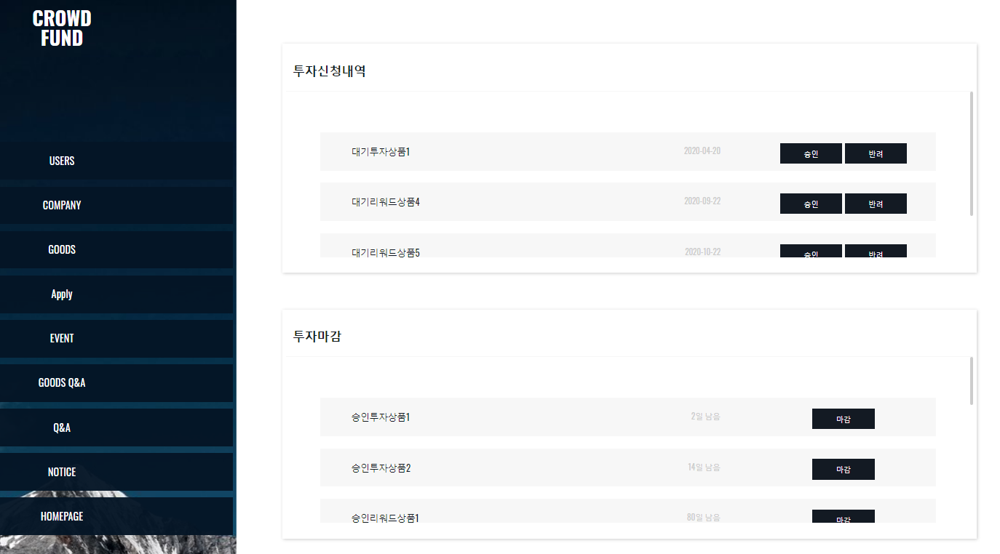 CROWD
FUND
USERS
COMPANY
GOODS
Apply
EVENT
GOODS Q&A
Q&A
NOTICE
HOMEPAGE
투자신청내역
대기투자상품1 2020-04-20 승인 반려
대기리워드상품4 2020-09-22 승인 반려
대기리워드상품5 2020-10-22 승인 반려
투자마감
승인투자상품1 2일 남음 마감
승인투자상품2 14일 남음 마감
승인리워드상품1 80일 남음 마감